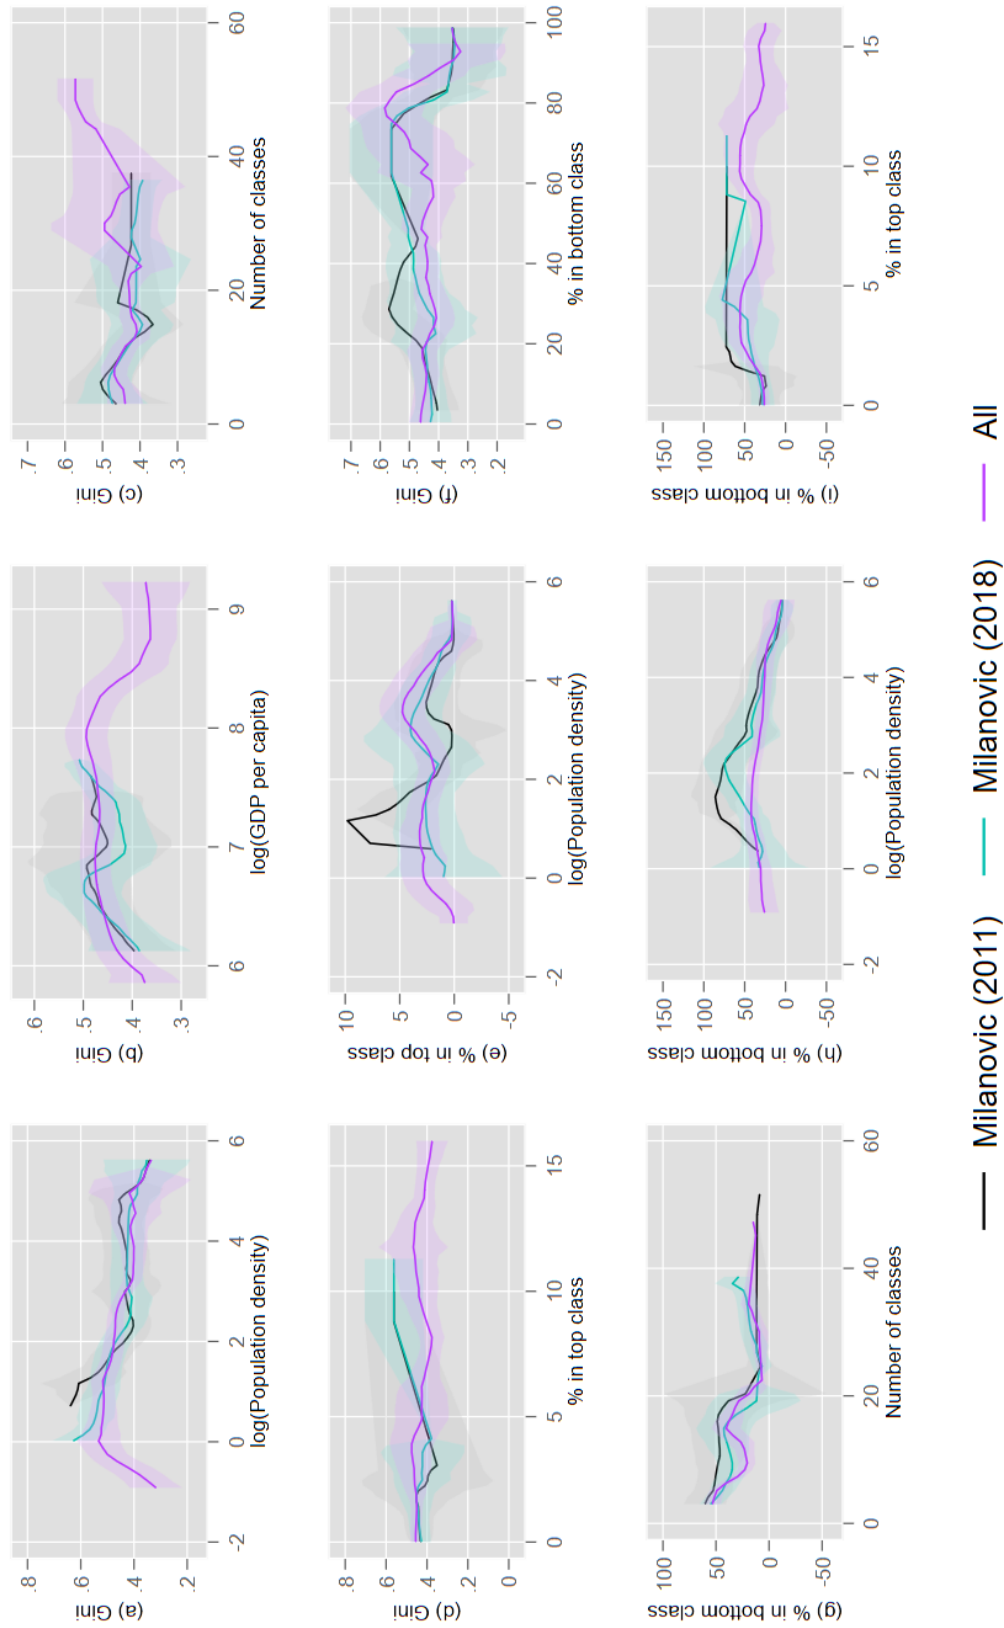 (a) Gini
.8
.6
.4
.2
-2 0 2 4 6
log(Population density)
(b) Gini
.6
.5
.4
.3
6 7 8 9
log(GDP per capita)
(c) Gini
.7
.6
.5
.4
.3
0 20 40 60
Number of classes
(d) Gini
.8
.6
.4
.2
0
0 5 10 15
% in top class
(e) % in top class
10
5
0
-5
-2 0 2 4 6
log(Population density)
(f) Gini
.7
.6
.5
.4
.3
.2
0 20 40 60 80 100
% in bottom class
(g) % in bottom class
100
50
0
-50
0 20 40 60
Number of classes
(h) % in bottom class
150
100
50
0
-50
-2 0 2 4 6
log(Population density)
(i) % in bottom class
150
100
50
0
-50
0 5 10 15
% in top class
Milanovic (2011) Milanovic (2018) All